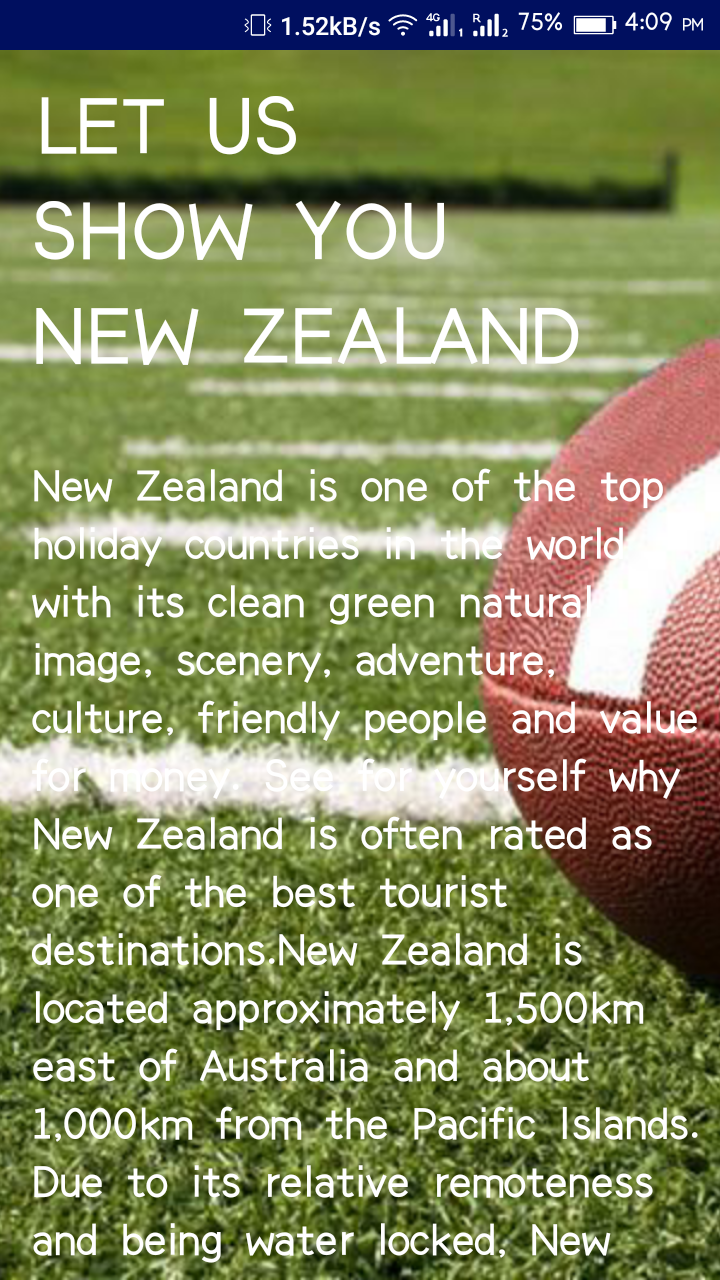 1.52kB/s 4G 1 R 2 75% 4:09 PM
LET US
SHOW YOU
NEW ZEALAND
New Zealand is one of the top
holiday countries in the world
with its clean green natural
image, scenery, adventure,
culture, friendly people and value
for money. See for yourself why
New Zealand is often rated as
one of the best tourist
destinations.New Zealand is
located approximately 1,500km
east of Australia and about
1,000km from the Pacific Islands.
Due to its relative remoteness
and being water locked, New